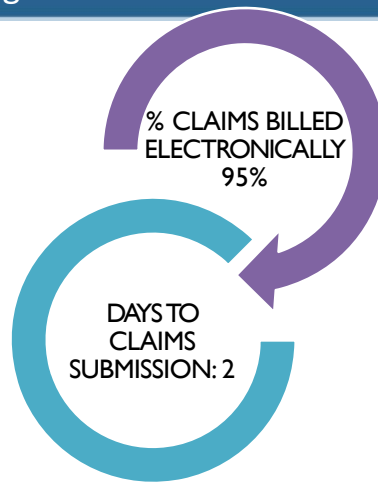 g
% CLAIMS BILLED
ELECTRONICALLY
95%
DAYS TO
CLAIMS
SUBMISSION: 2